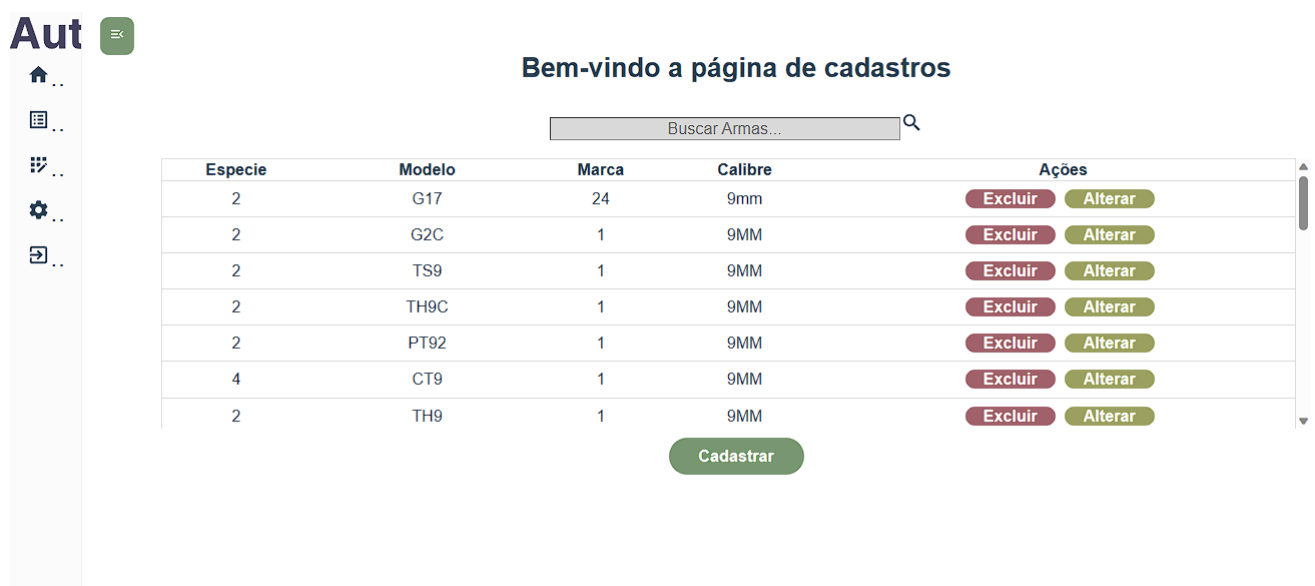 Aut
..
..
..
..
..
Bem-vindo a página de cadastros
Buscar Armas...
Especie Modelo Marca Calibre Ações
2 G17 24 9mm Excluir Alterar
2 G2C 1 9MM Excluir Alterar
2 TS9 1 9MM Excluir Alterar
2 TH9C 1 9MM Excluir Alterar
2 PT92 1 9MM Excluir Alterar
4 CT9 1 9MM Excluir Alterar
2 TH9 1 9MM Excluir Alterar
Cadastrar